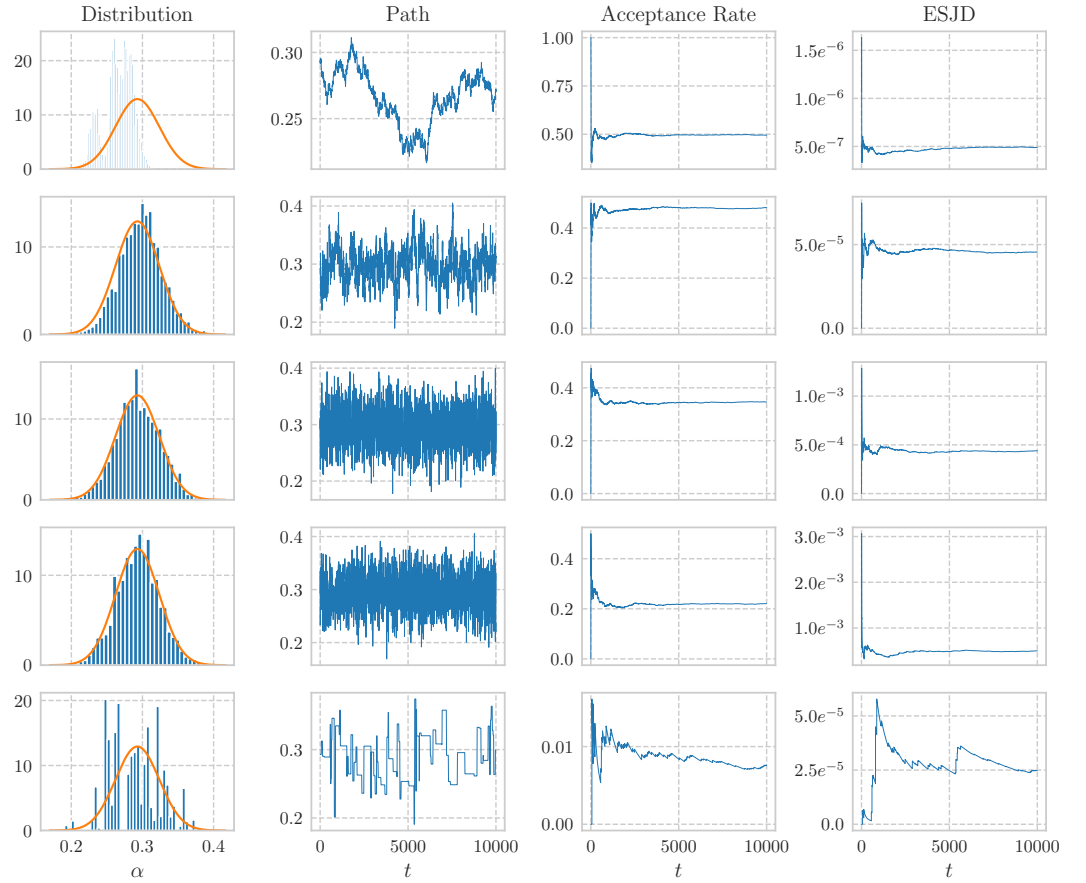 Distribution Path Acceptance Rate ESJD
20 10 0
0.30 0.25
1.00 0.50
1.5e−6 1.0e−6 5.0e−7
10 0
0.4 0.3 0.2
0.4 0.2 0.0
5.0e−5 0.0
10 0
0.4 0.3 0.2
0.4 0.2 0.0
1.0e−3 5.0e−4 0.0
10 0
0.4 0.3 0.2
0.4 0.2 0.0
3.0e−3 2.0e−3 1.0e−3
20 10 0
0.3 0.2
0.01 0.00
5.0e−5 2.5e−5 0.0
0.2 0.3 0.4 0 5000 10000 0 5000 10000 0 5000 10000
α t t t